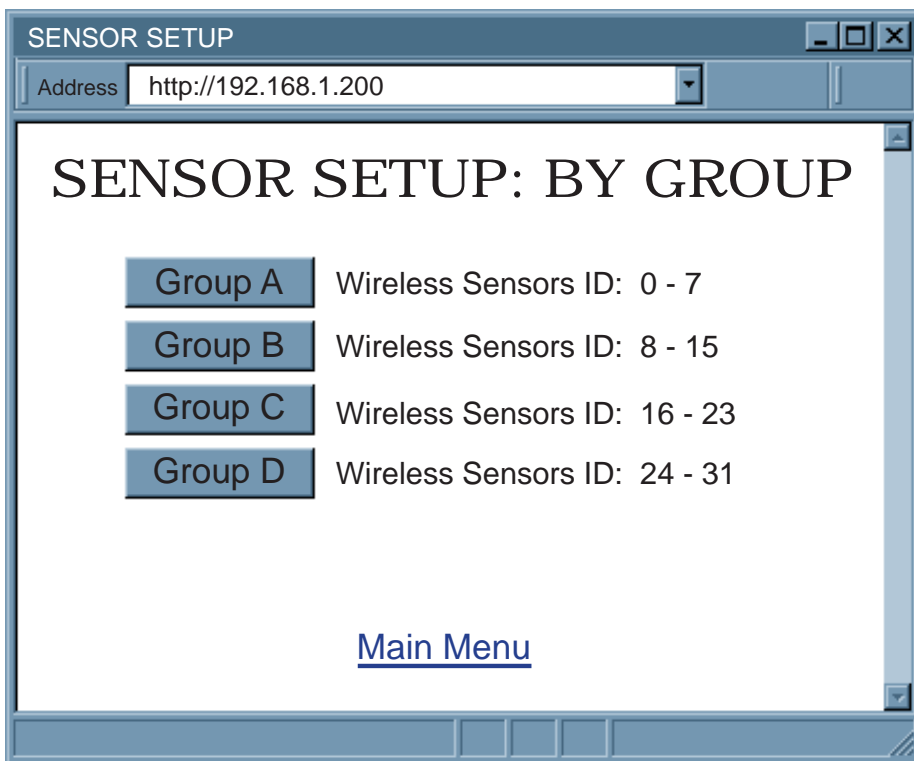 SENSOR SETUP
Address http://192.168.1.200
SENSOR SETUP: BY GROUP
Group A Wireless Sensors ID: 0 - 7
Group B Wireless Sensors ID: 8 - 15
Group C Wireless Sensors ID: 16 - 23
Group D Wireless Sensors ID: 24 - 31
Main Menu